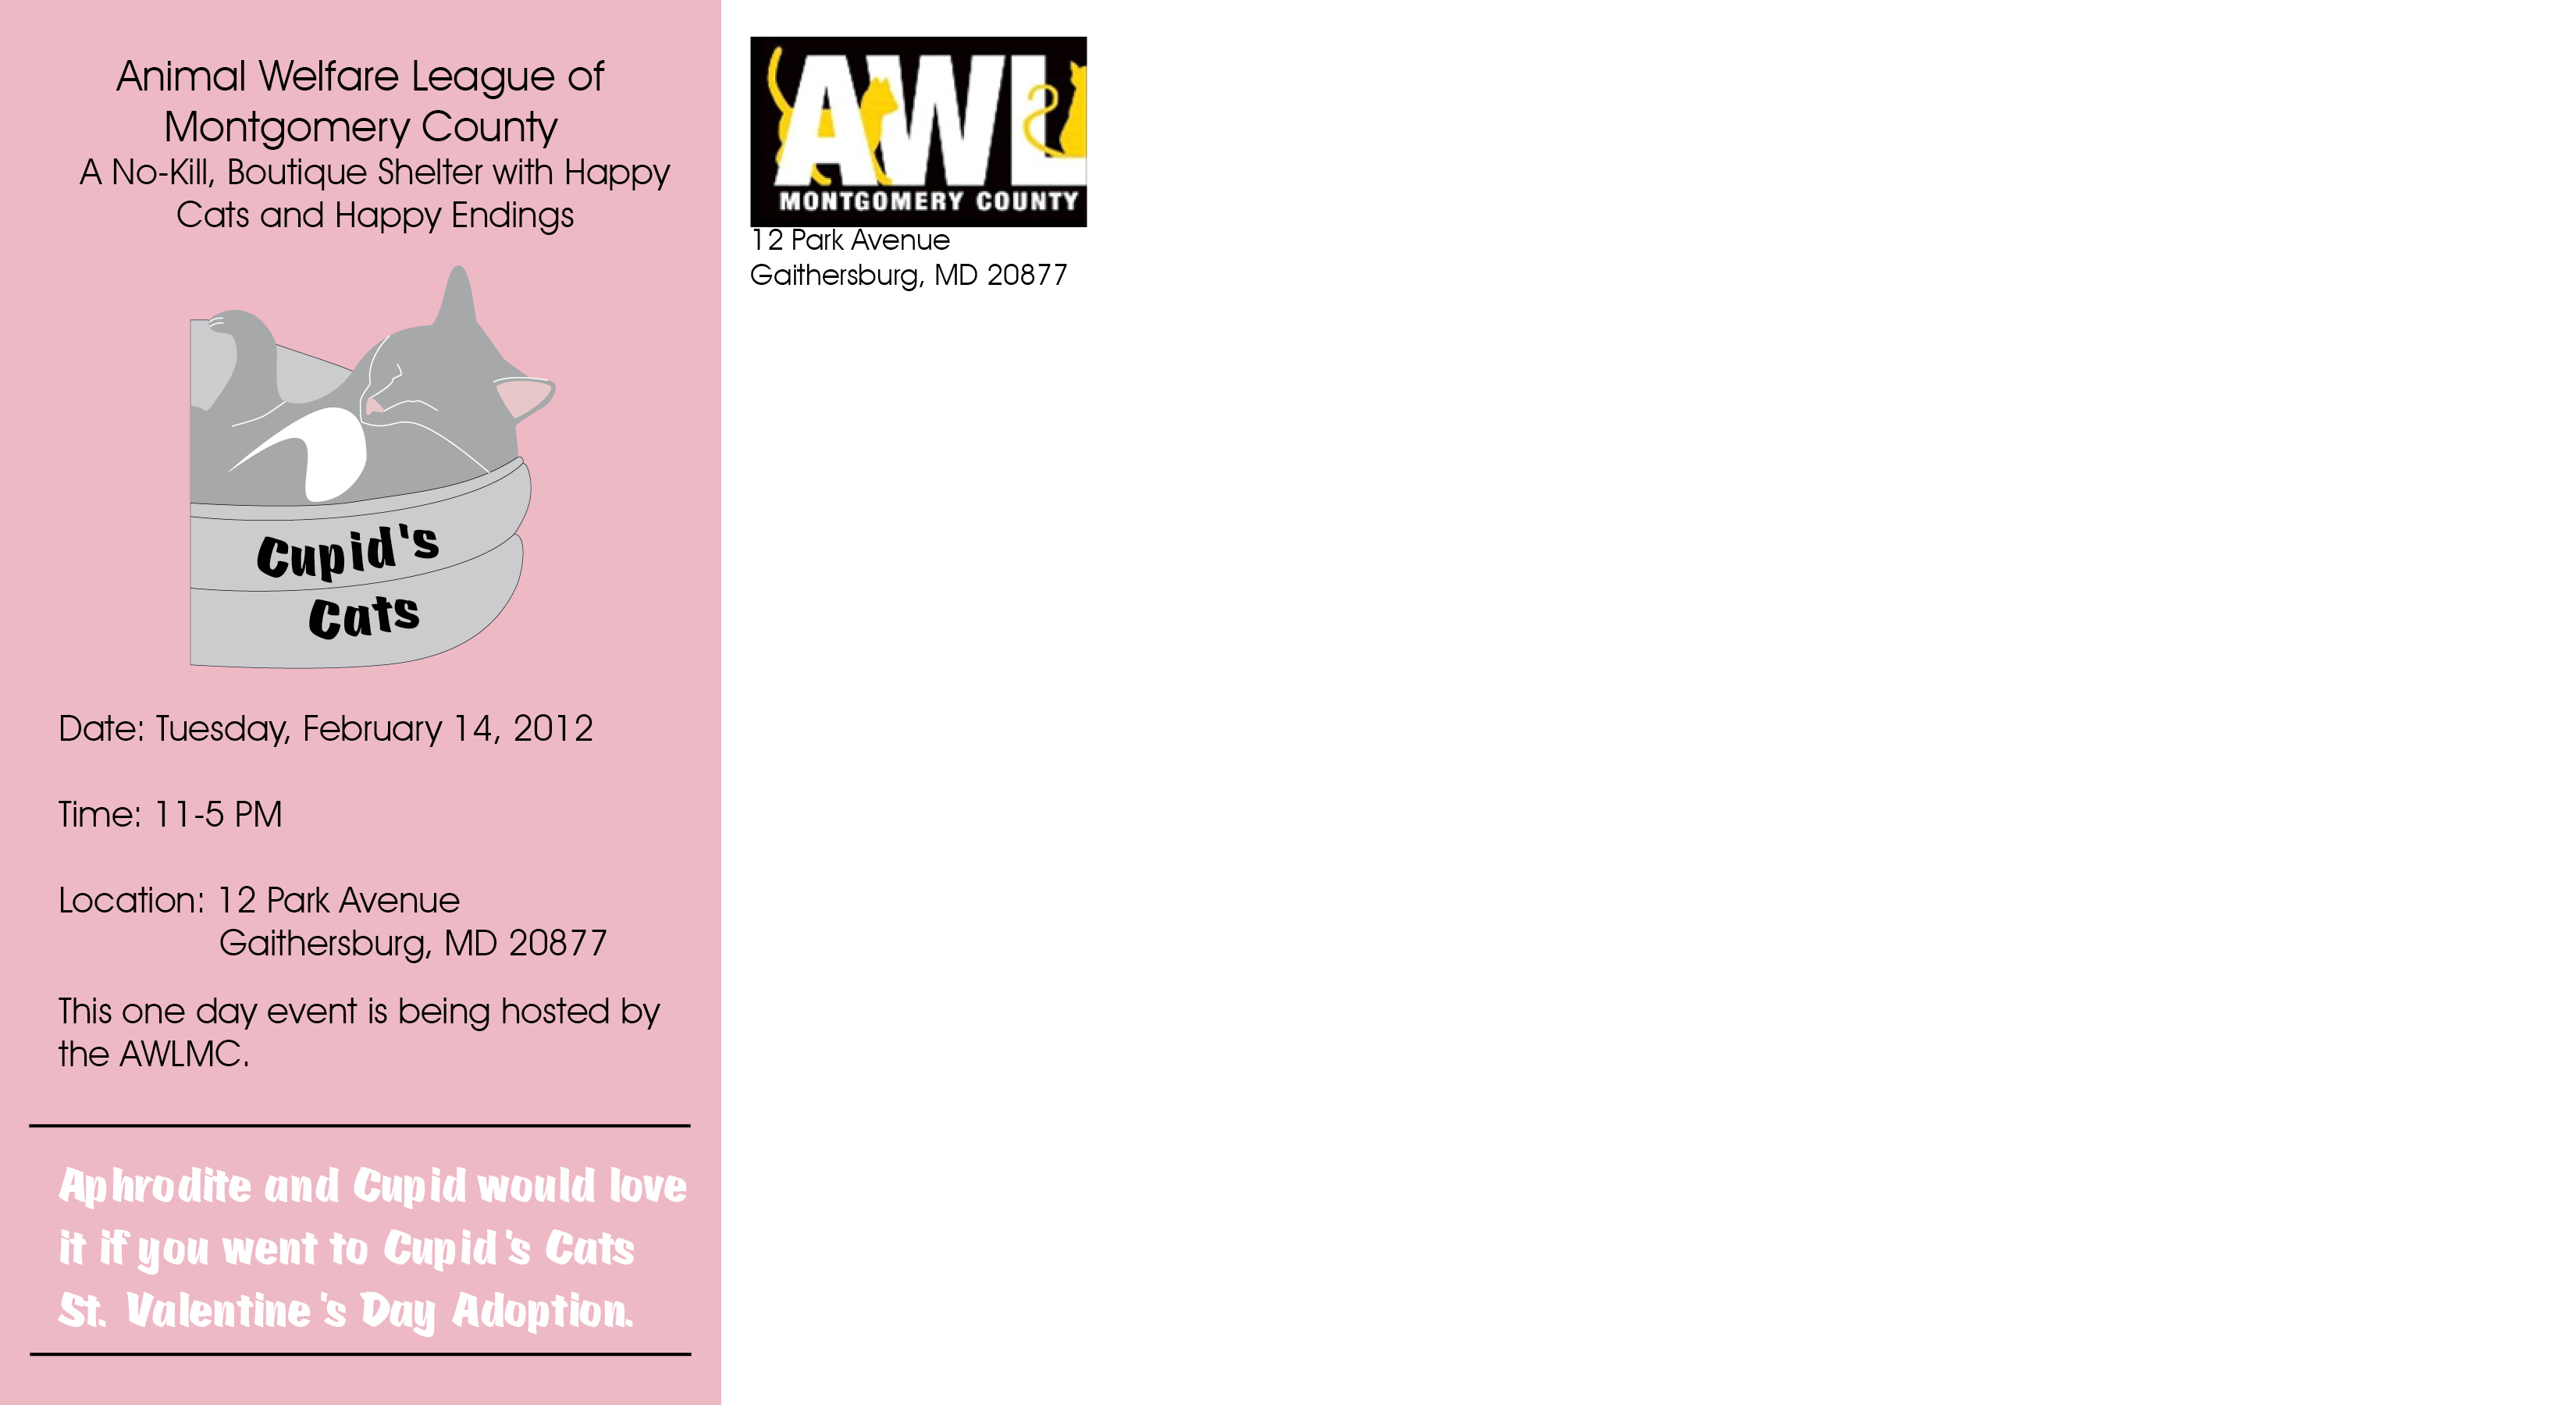 Animal Welfare League of
Montgomery County
A No-Kill, Boutique Shelter with Happy
Cats and Happy Endings
Cupid's
Cats
Date: Tuesday, February 14, 2012
Time: 11-5 PM
Location: 12 Park Avenue
Gaithersburg, MD 20877
This one day event is being hosted by
the AWLMC.
Aphrodite and Cupid would love
it if you went to Cupid's Cats
St. Valentine's Day Adoption.
AWL
MONTGOMERY COUNTY
12 Park Avenue
Gaithersburg, MD 20877